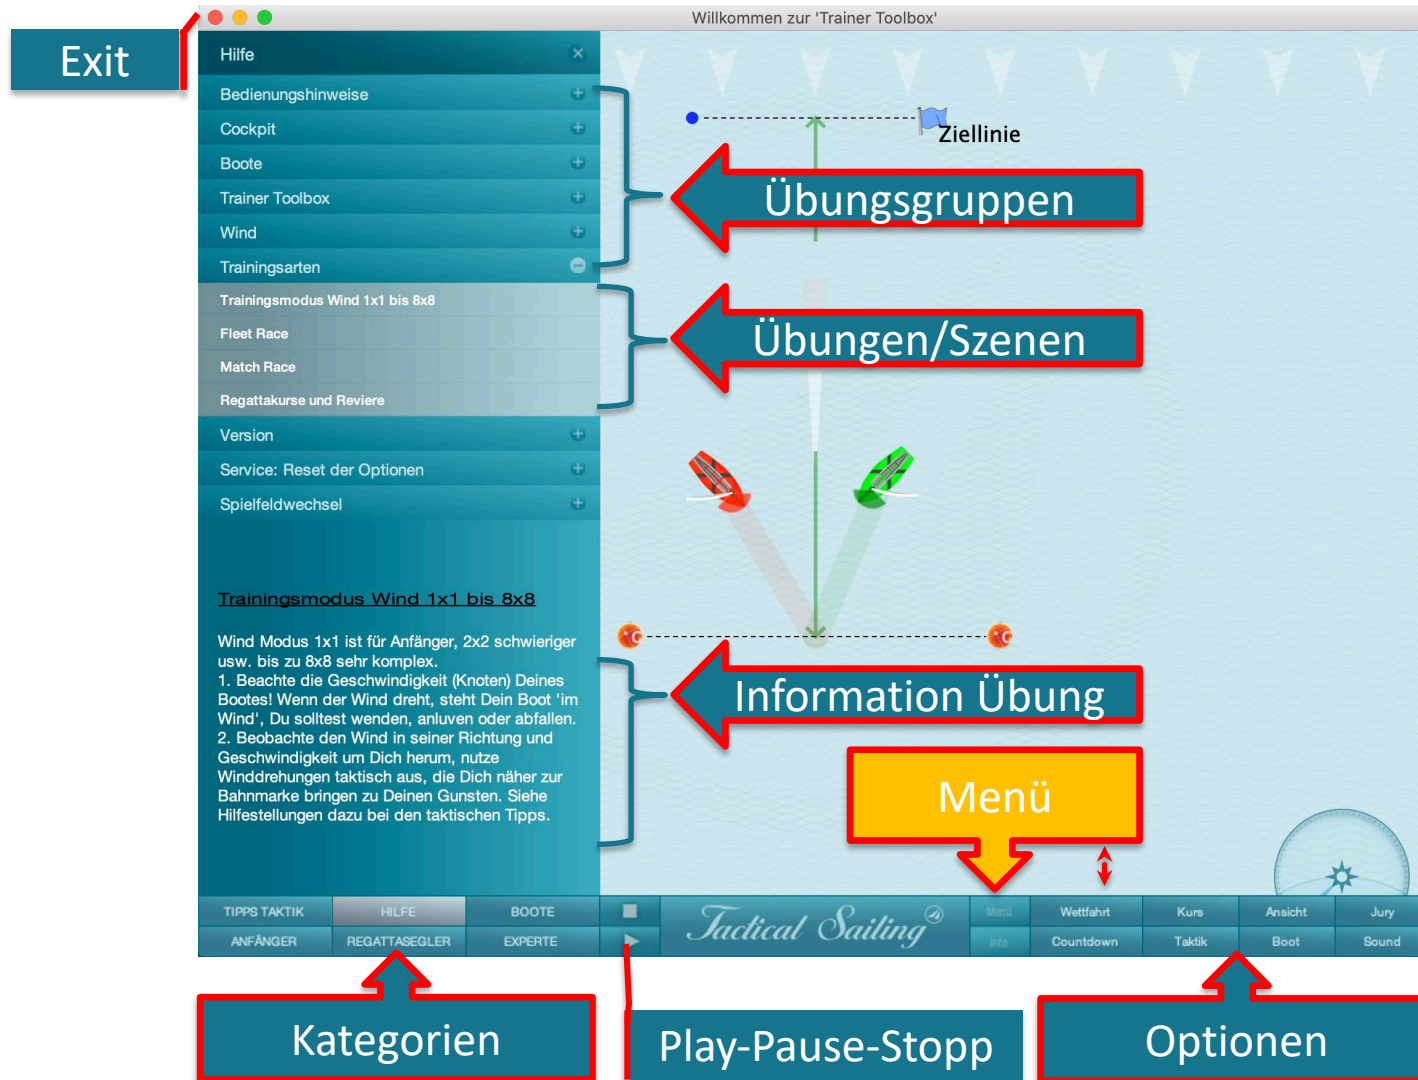 Willkommen zur 'Trainer Toolbox'
Exit
Hilfe
Bedienungshinweise
Cockpit
Boote
Trainer Toolbox
Wind
Trainingsarten
Trainingsmodus Wind 1x1 bis 8x8
Fleet Race
Match Race
Regattakurse und Reviere
Version
Service: Reset der Optionen
Spielfeldwechsel
Ziellinie
Übungsgruppen
Übungen/Szenen
Trainingsmodus Wind 1x1 bis 8x8
Wind Modus 1x1 ist für Anfänger, 2x2 schwieriger
usw. bis zu 8x8 sehr komplex.
1. Beachte die Geschwindigkeit (Knoten) Deines
Bootes! Wenn der Wind dreht, steht Dein Boot 'im
Wind', Du solltest wenden, anluven oder abfallen.
2. Beobachte den Wind in seiner Richtung und
Geschwindigkeit um Dich herum, nutze
Winddrehungen taktisch aus, die Dich näher zur
Bahnmarke bringen zu Deinen Gunsten. Siehe
Hilfestellungen dazu bei den taktischen Tipps.
Information Übung
Menü
TIPPS TAKTIK HILFE BOOTE
ANFÄNGER REGATTASEGLER EXPERTE
Tactical Sailing
Menü Wettfahrt Kurs Ansicht Jury
Info Countdown Taktik Boot Sound
Kategorien
Play-Pause-Stopp
Optionen